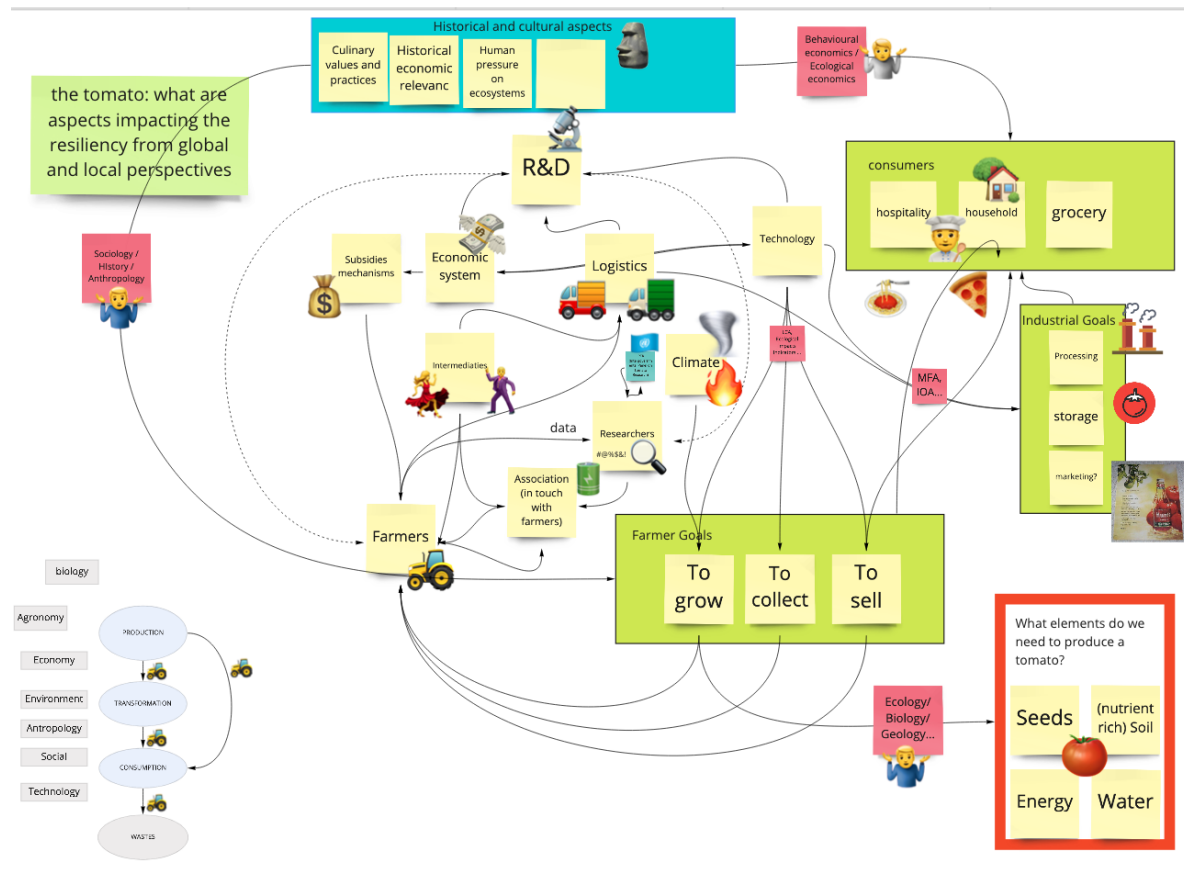 Historical and cultural aspects
Culinary
values and
practices
Historical
economic
relevanc
Human
pressure
on
ecosystems
Behavioural
economics /
Ecological
economics
the tomato: what are
aspects impacting the
resiliency from global
and local perspectives
R&D
consumers
hospitality
household
grocery
Sociology /
HIstory /
Anthropology
Subsidies
mechanisms
Economic
system
Logistics
Technology
Industrial Goals
Processing
storage
marketing?
Intermediaties
Climate
MFA,
IOA...
data
Researchers
#@%$&!
Association
(in touch
with
farmers)
Farmers
Farmer Goals
To
grow
To
collect
To
sell
biology
Agronomy
Economy
Environment
Antropology
Social
Technology
PRODUCTION
TRANSFORMATION
CONSUMPTION
WASTES
Ecology/
Biology/
Geology...
What elements do we
need to produce a
tomato?
Seeds
(nutrient
rich) Soil
Energy
Water